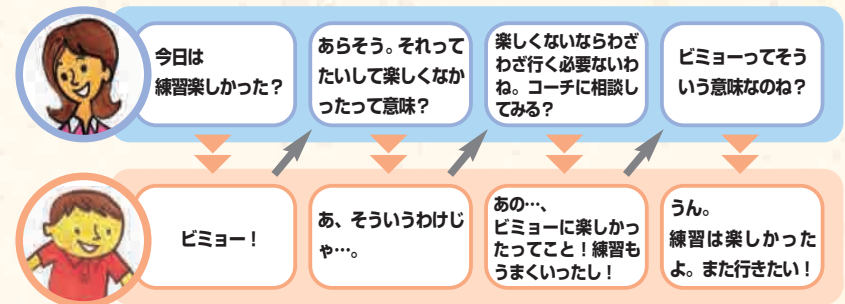 今日は
練習楽しかった?
ビミョー!
あらそう。それって
たいして楽しくなか
ったって意味?
あ、そういうわけじ
ゃ…。
楽しくないならわざ
わざ行く必要ないわ
ね。コーチに相談し
てみる?
あの…、
ビミョーに楽しかっ
たってこと!練習も
うまくいったし!
ビミョーってそう
いう意味なのね?
うん。
練習は楽しかった
よ。また行きたい!